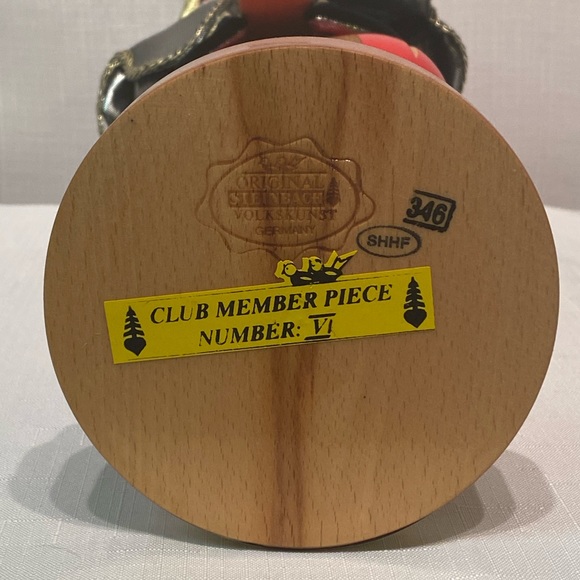 ORIGINAL
STEINBACH
VOLKSKUNST
GERMANY
346
SHHF
CLUB MEMBER PIECE
NUMBER: VI